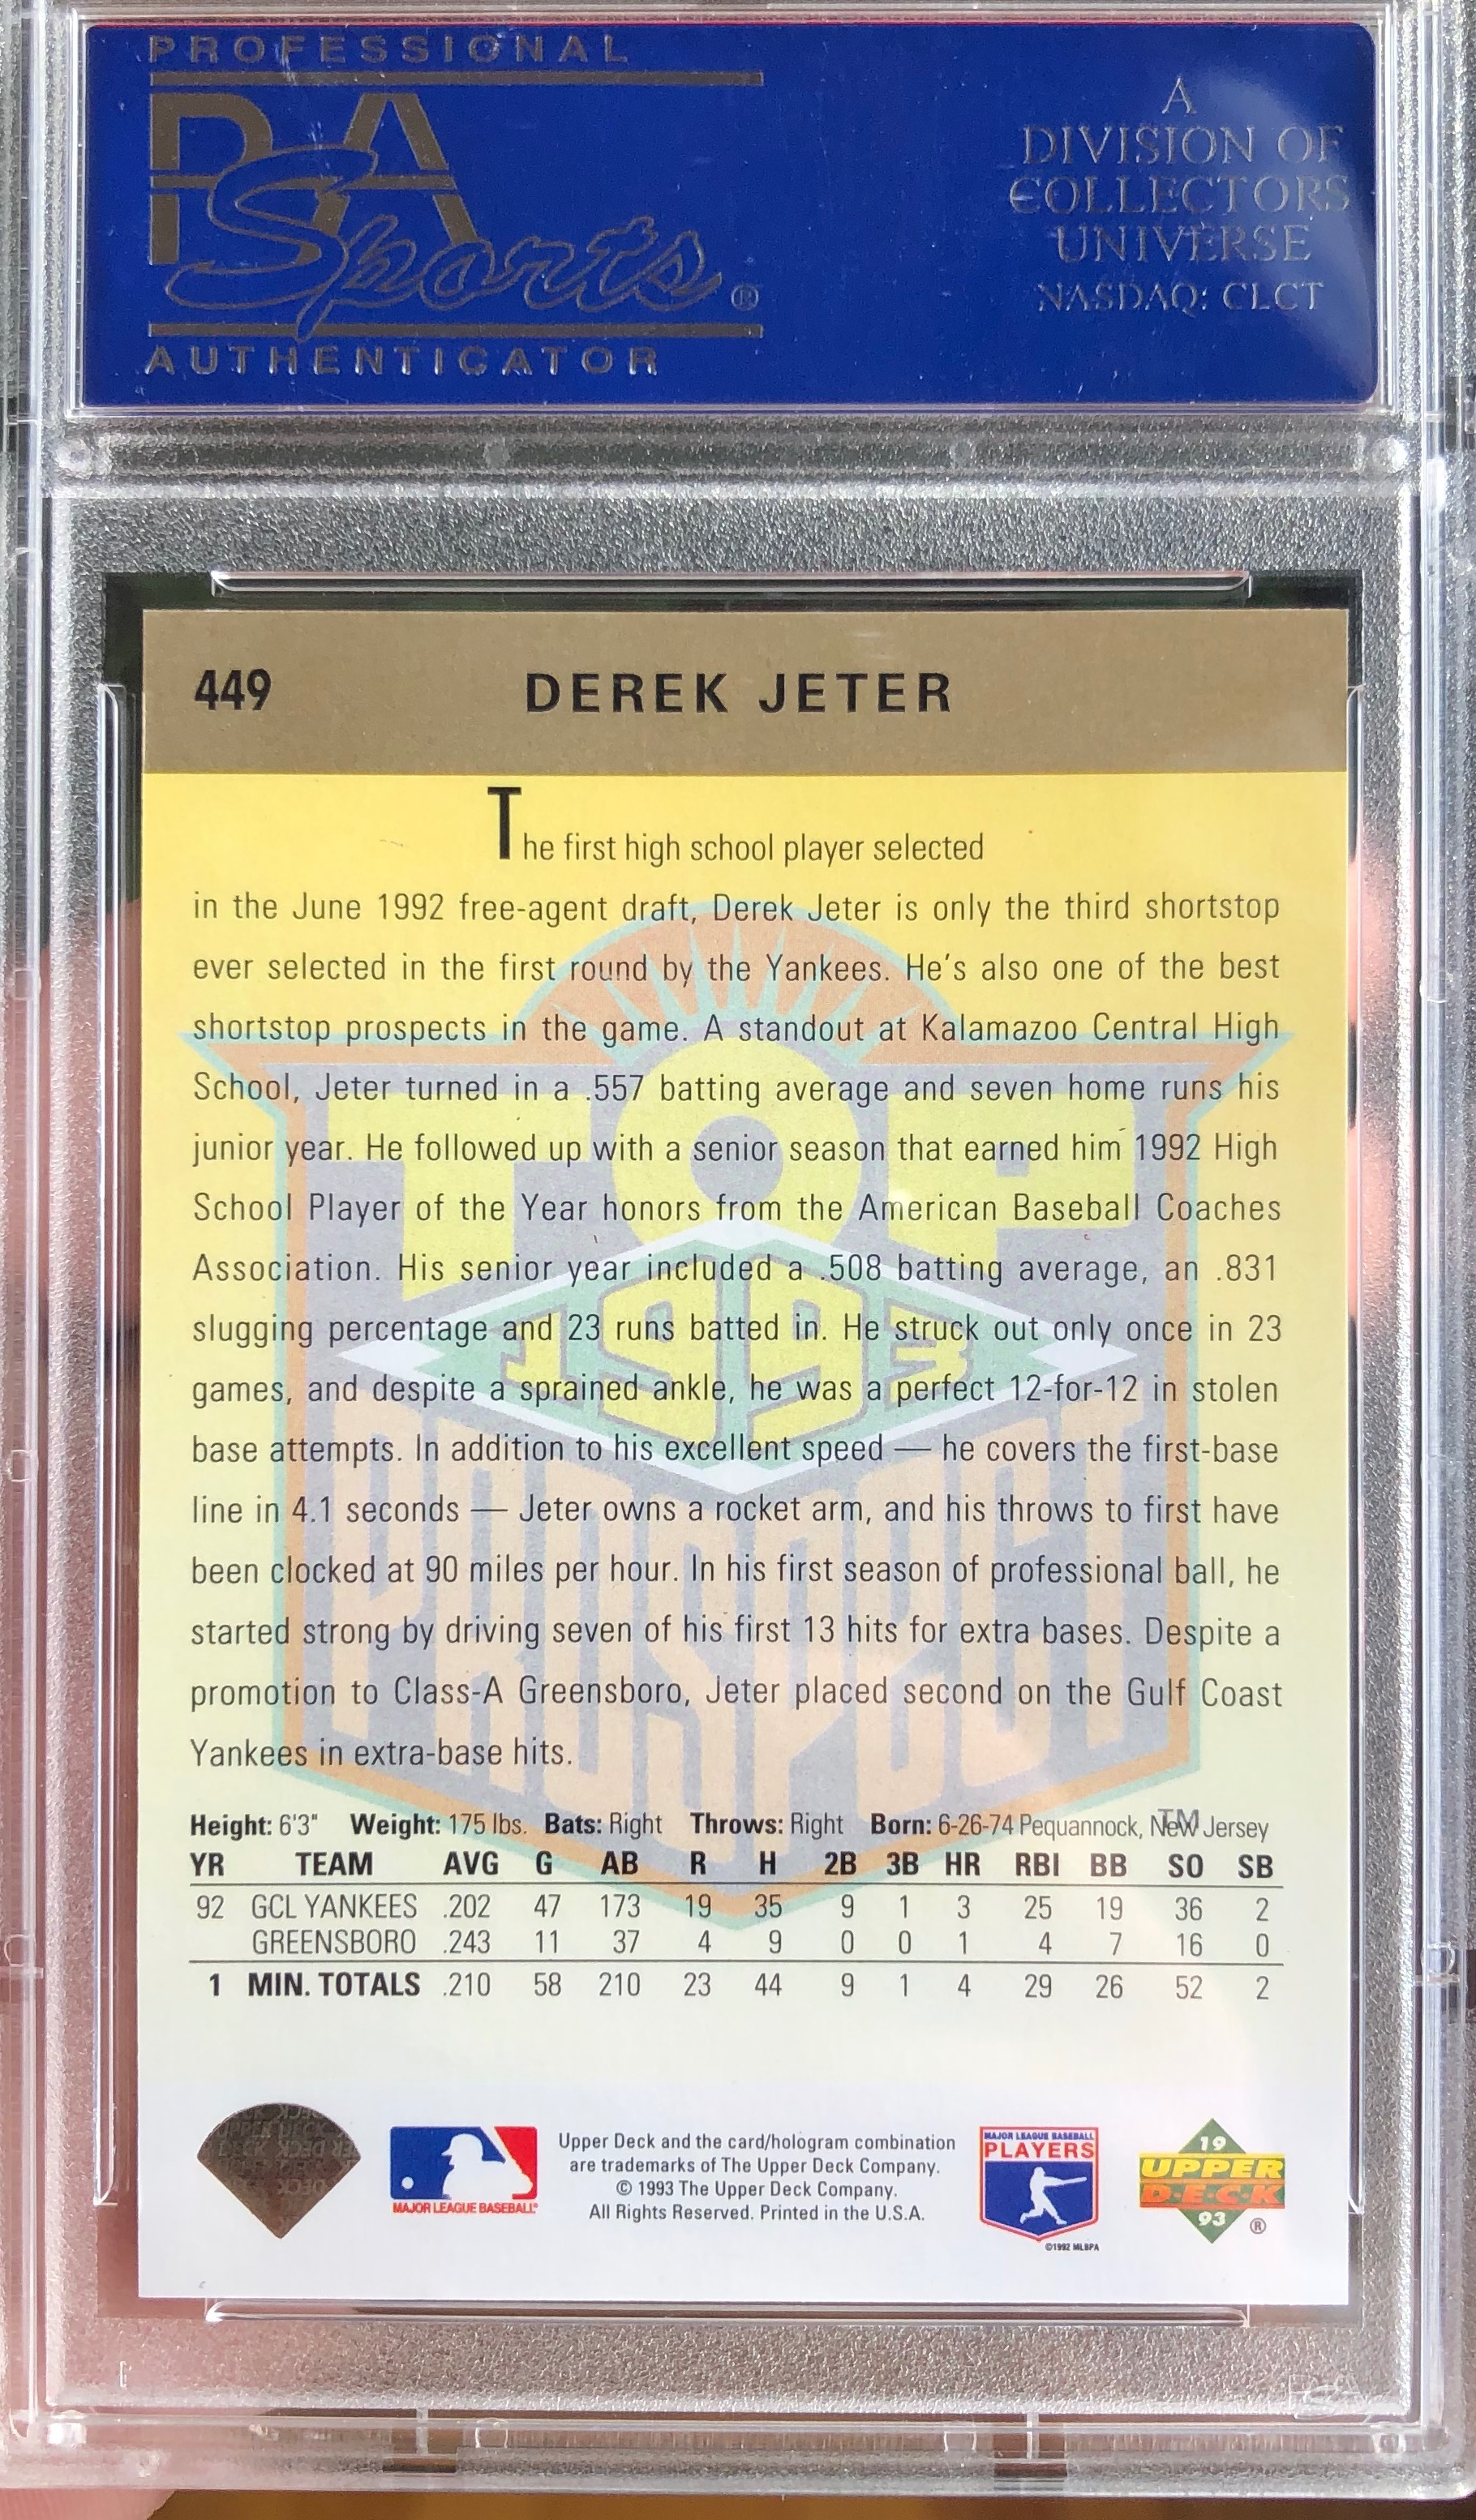 PROFESSIONAL
PSA
Sports®
AUTHENTICATOR
A
DIVISION OF
COLLECTORS
UNIVERSE
NASDAQ: CLCT
449 DEREK JETER
The first high school player selected
in the June 1992 free-agent draft, Derek Jeter is only the third shortstop
ever selected in the first round by the Yankees. He's also one of the best
shortstop prospects in the game. A standout at Kalamazoo Central High
School, Jeter turned in a .557 batting average and seven home runs his
junior year. He followed up with a senior season that earned him 1992 High
School Player of the Year honors from the American Baseball Coaches
Association. His senior year included a .508 batting average, an .831
slugging percentage and 23 runs batted in. He struck out only once in 23
games, and despite a sprained ankle, he was a perfect 12-for-12 in stolen
base attempts. In addition to his excellent speed — he covers the first-base
line in 4.1 seconds — Jeter owns a rocket arm, and his throws to first have
been clocked at 90 miles per hour. In his first season of professional ball, he
started strong by driving seven of his first 13 hits for extra bases. Despite a
promotion to Class-A Greensboro, Jeter placed second on the Gulf Coast
Yankees in extra-base hits.
TOP
1993
PROSPECT
TM
Height: 6'3" Weight: 175 lbs. Bats: Right Throws: Right Born: 6-26-74 Pequannock, New Jersey
YR TEAM AVG G AB R H 2B 3B HR RBI BB SO SB
92 GCL YANKEES .202 47 173 19 35 9 1 3 25 19 36 2
GREENSBORO .243 11 37 4 9 0 0 1 4 7 16 0
1 MIN. TOTALS .210 58 210 23 44 9 1 4 29 26 52 2
UPPER DECK
MAJOR LEAGUE BASEBALL®
Upper Deck and the card/hologram combination
are trademarks of The Upper Deck Company.
© 1993 The Upper Deck Company.
All Rights Reserved. Printed in the U.S.A.
MAJOR LEAGUE BASEBALL
PLAYERS
©1992 MLBPA
19
UPPER
D·E·C·K
93 ®